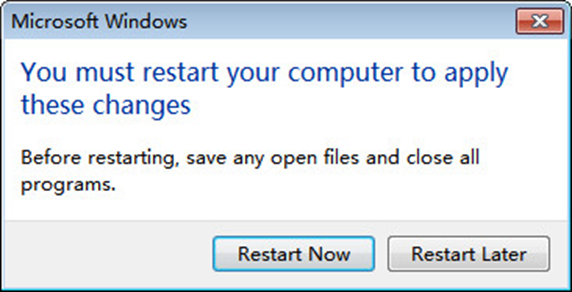 Microsoft Windows
You must restart your computer to apply
these changes
Before restarting, save any open files and close all
programs.
Restart Now
Restart Later